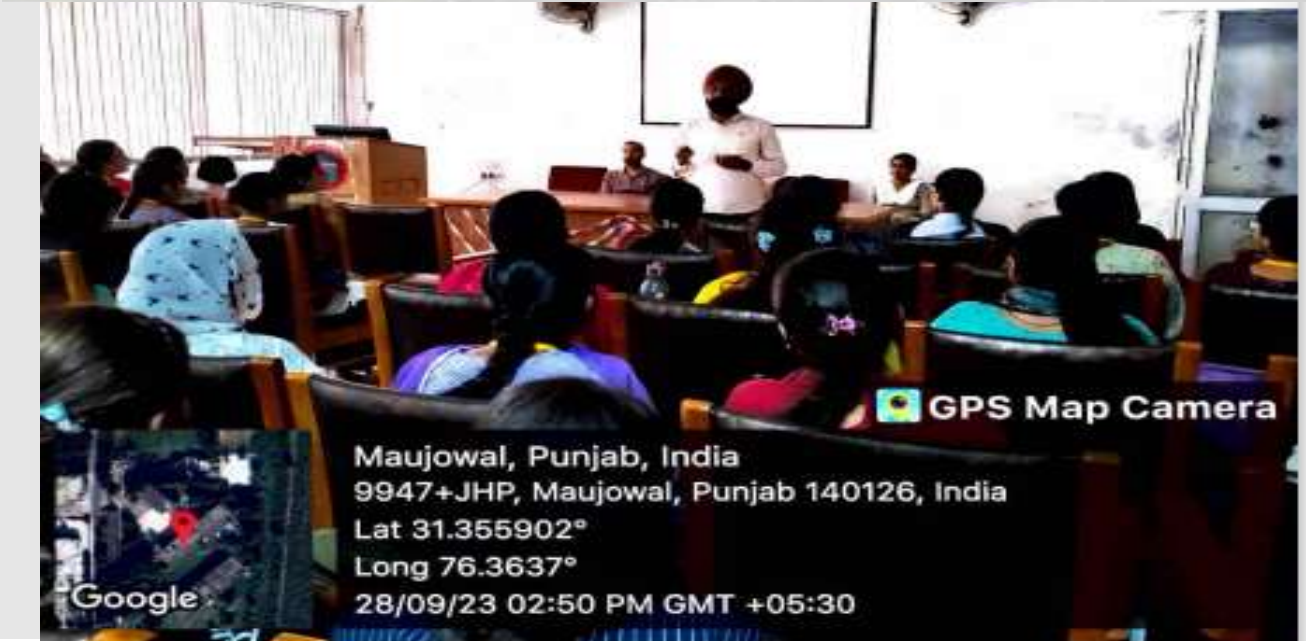 GPS Map Camera
Maujowal, Punjab, India
9947+JHP, Maujowal, Punjab 140126, India
Lat 31.355902°
Long 76.3637°
28/09/23 02:50 PM GMT +05:30
Google